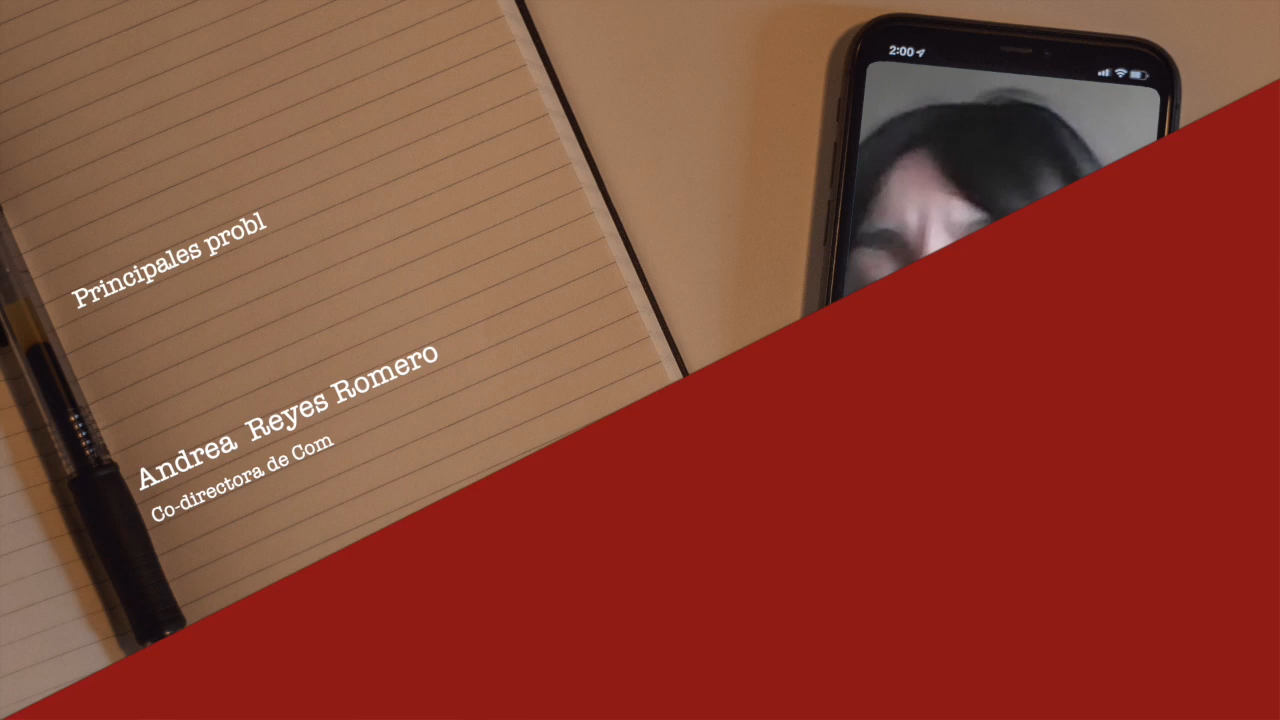 2:00
Principales probl
Andrea Reyes Romero
Co-directora de Com